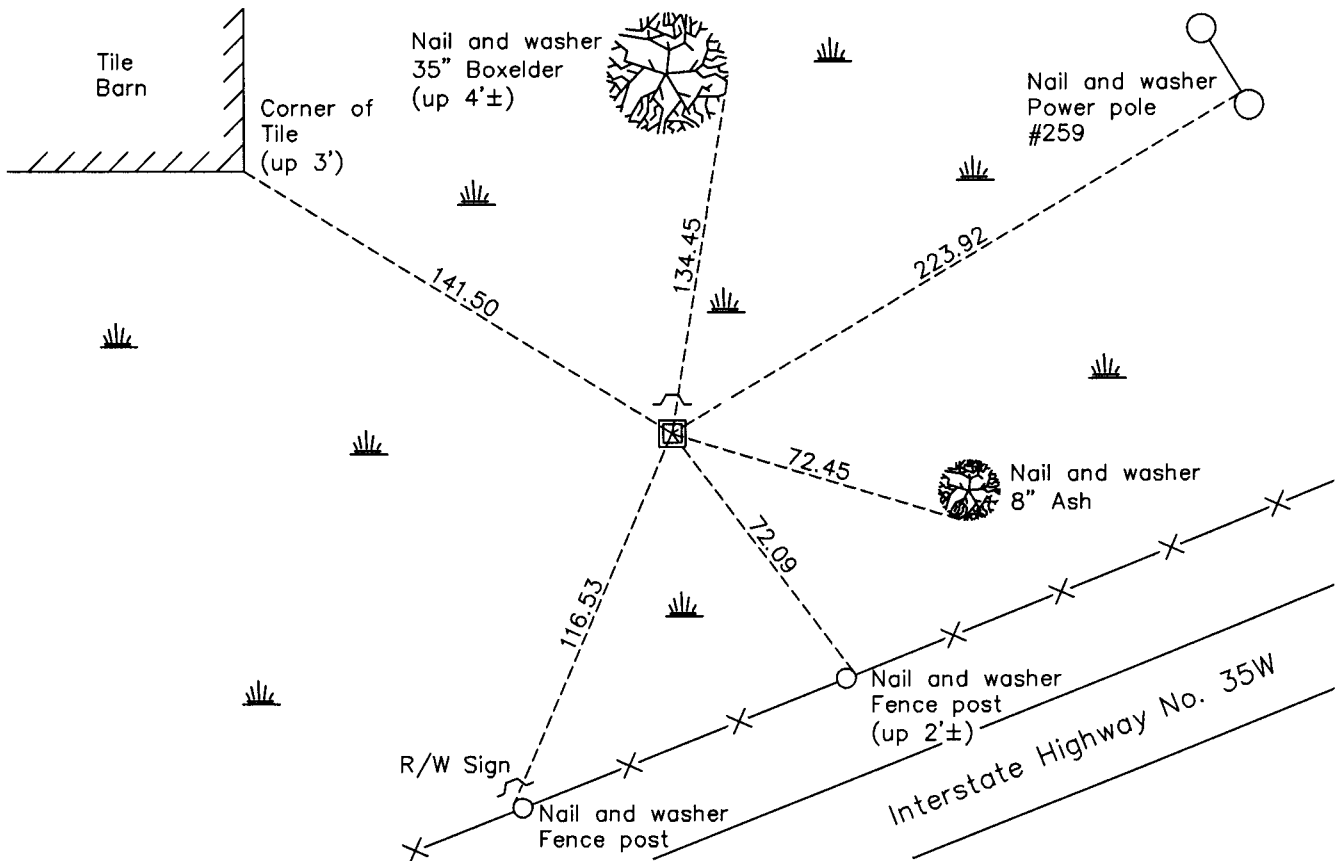 Tile
Barn
Corner of
Tile
(up 3')
Nail and washer
35" Boxelder
(up 4'±)
Nail and washer
Power pole
#259
141.50
134.45
223.92
72.45
Nail and washer
8" Ash
72.09
116.53
Nail and washer
Fence post
(up 2'±)
Interstate Highway No. 35W
R/W Sign
Nail and washer
Fence post